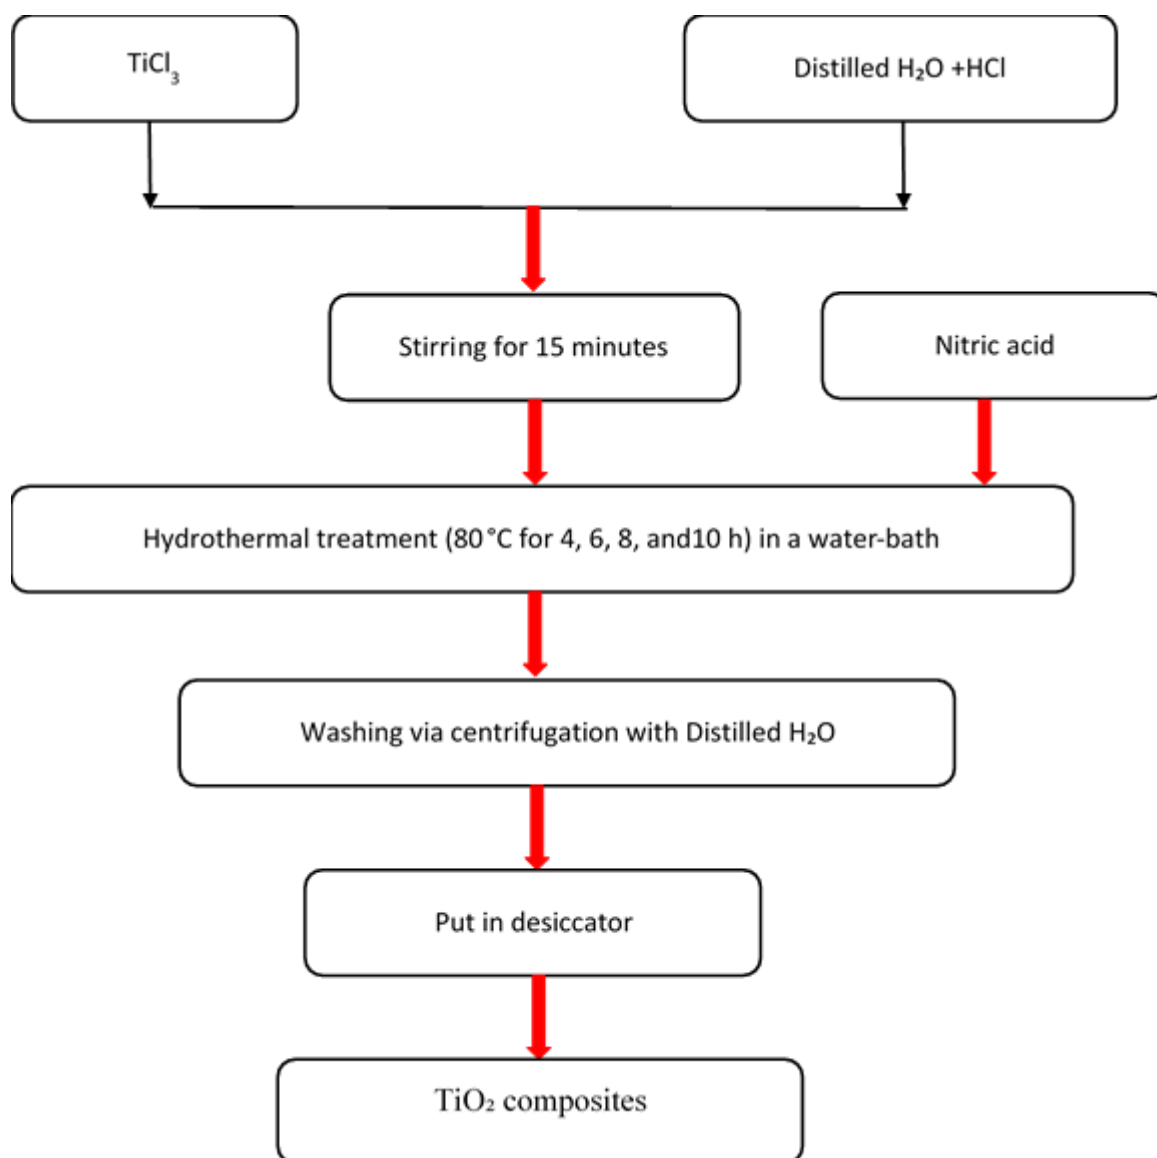 TiCl₃
Distilled H₂O +HCl
Stirring for 15 minutes
Nitric acid
Hydrothermal treatment (80 °C for 4, 6, 8, and10 h) in a water-bath
Washing via centrifugation with Distilled H₂O
Put in desiccator
TiO₂ composites